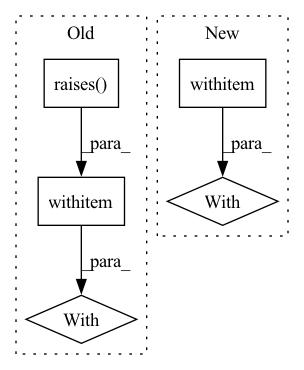 Old
New
raises()
withitem
_para_
_para_
withitem
With
_para_
With